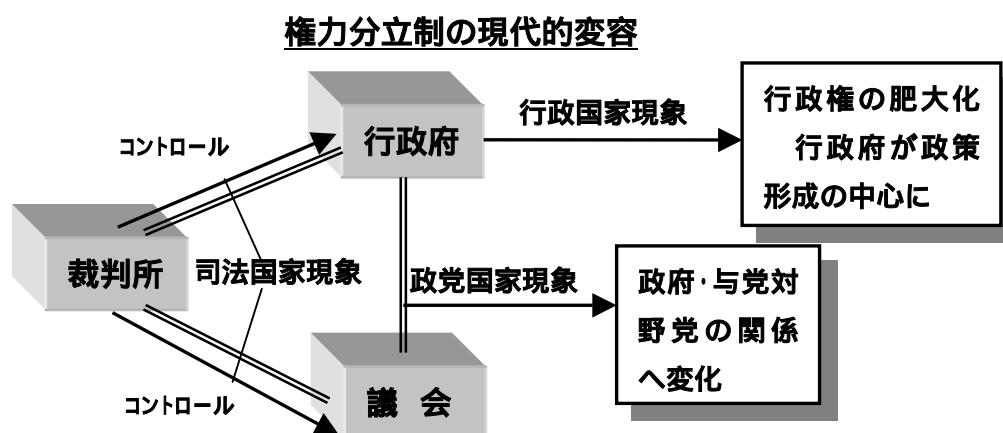 権力分立制の現代的変容
行政府
行政国家現象
行政権の肥大化
行政府が政策
形成の中心に
コントロール
裁判所
司法国家現象
政党国家現象
政府・与党対
野党の関係
へ変化
コントロール
議 会